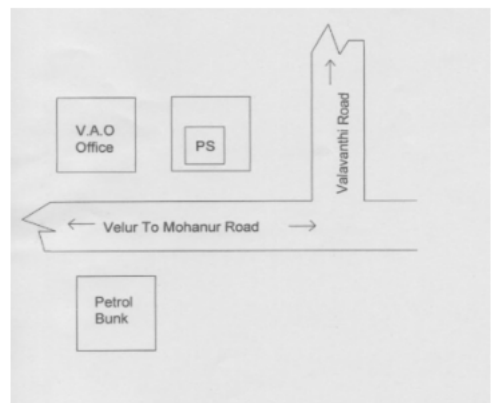 V.A.O
Office
PS
Valavanthi Road
Velur To Mohanur Road
Petrol
Bunk